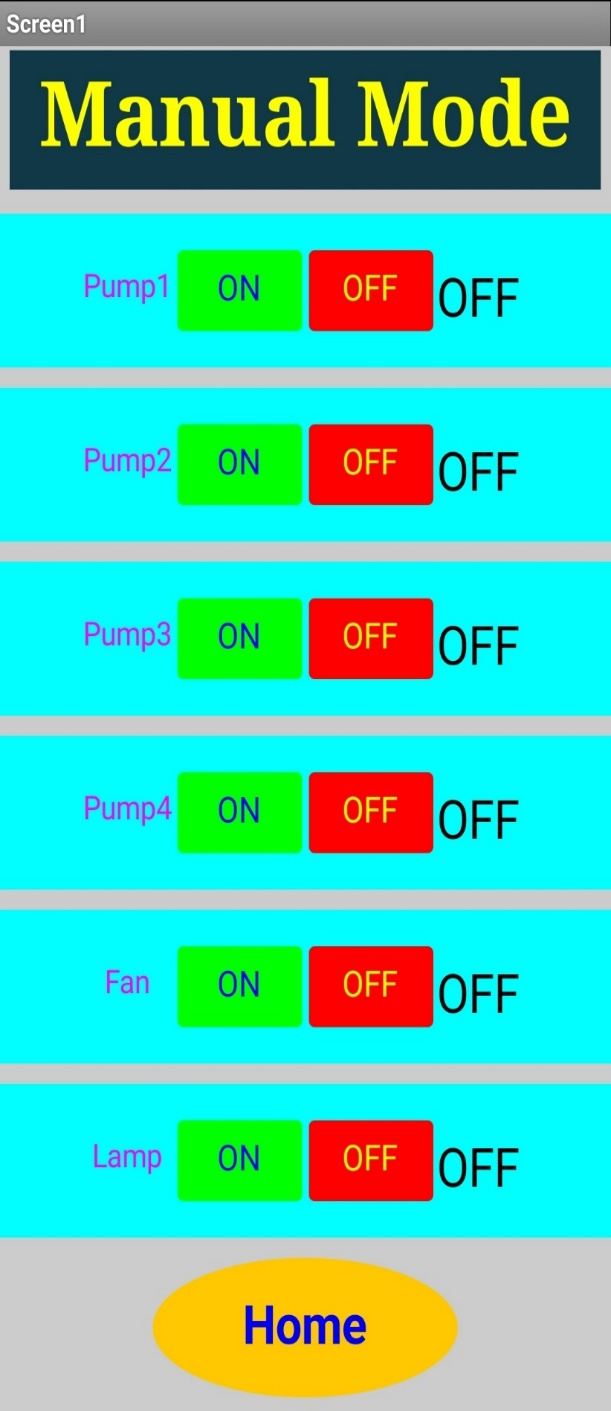 Screen1
Manual Mode
Pump1 ON OFF OFF
Pump2 ON OFF OFF
Pump3 ON OFF OFF
Pump4 ON OFF OFF
Fan ON OFF OFF
Lamp ON OFF OFF
Home